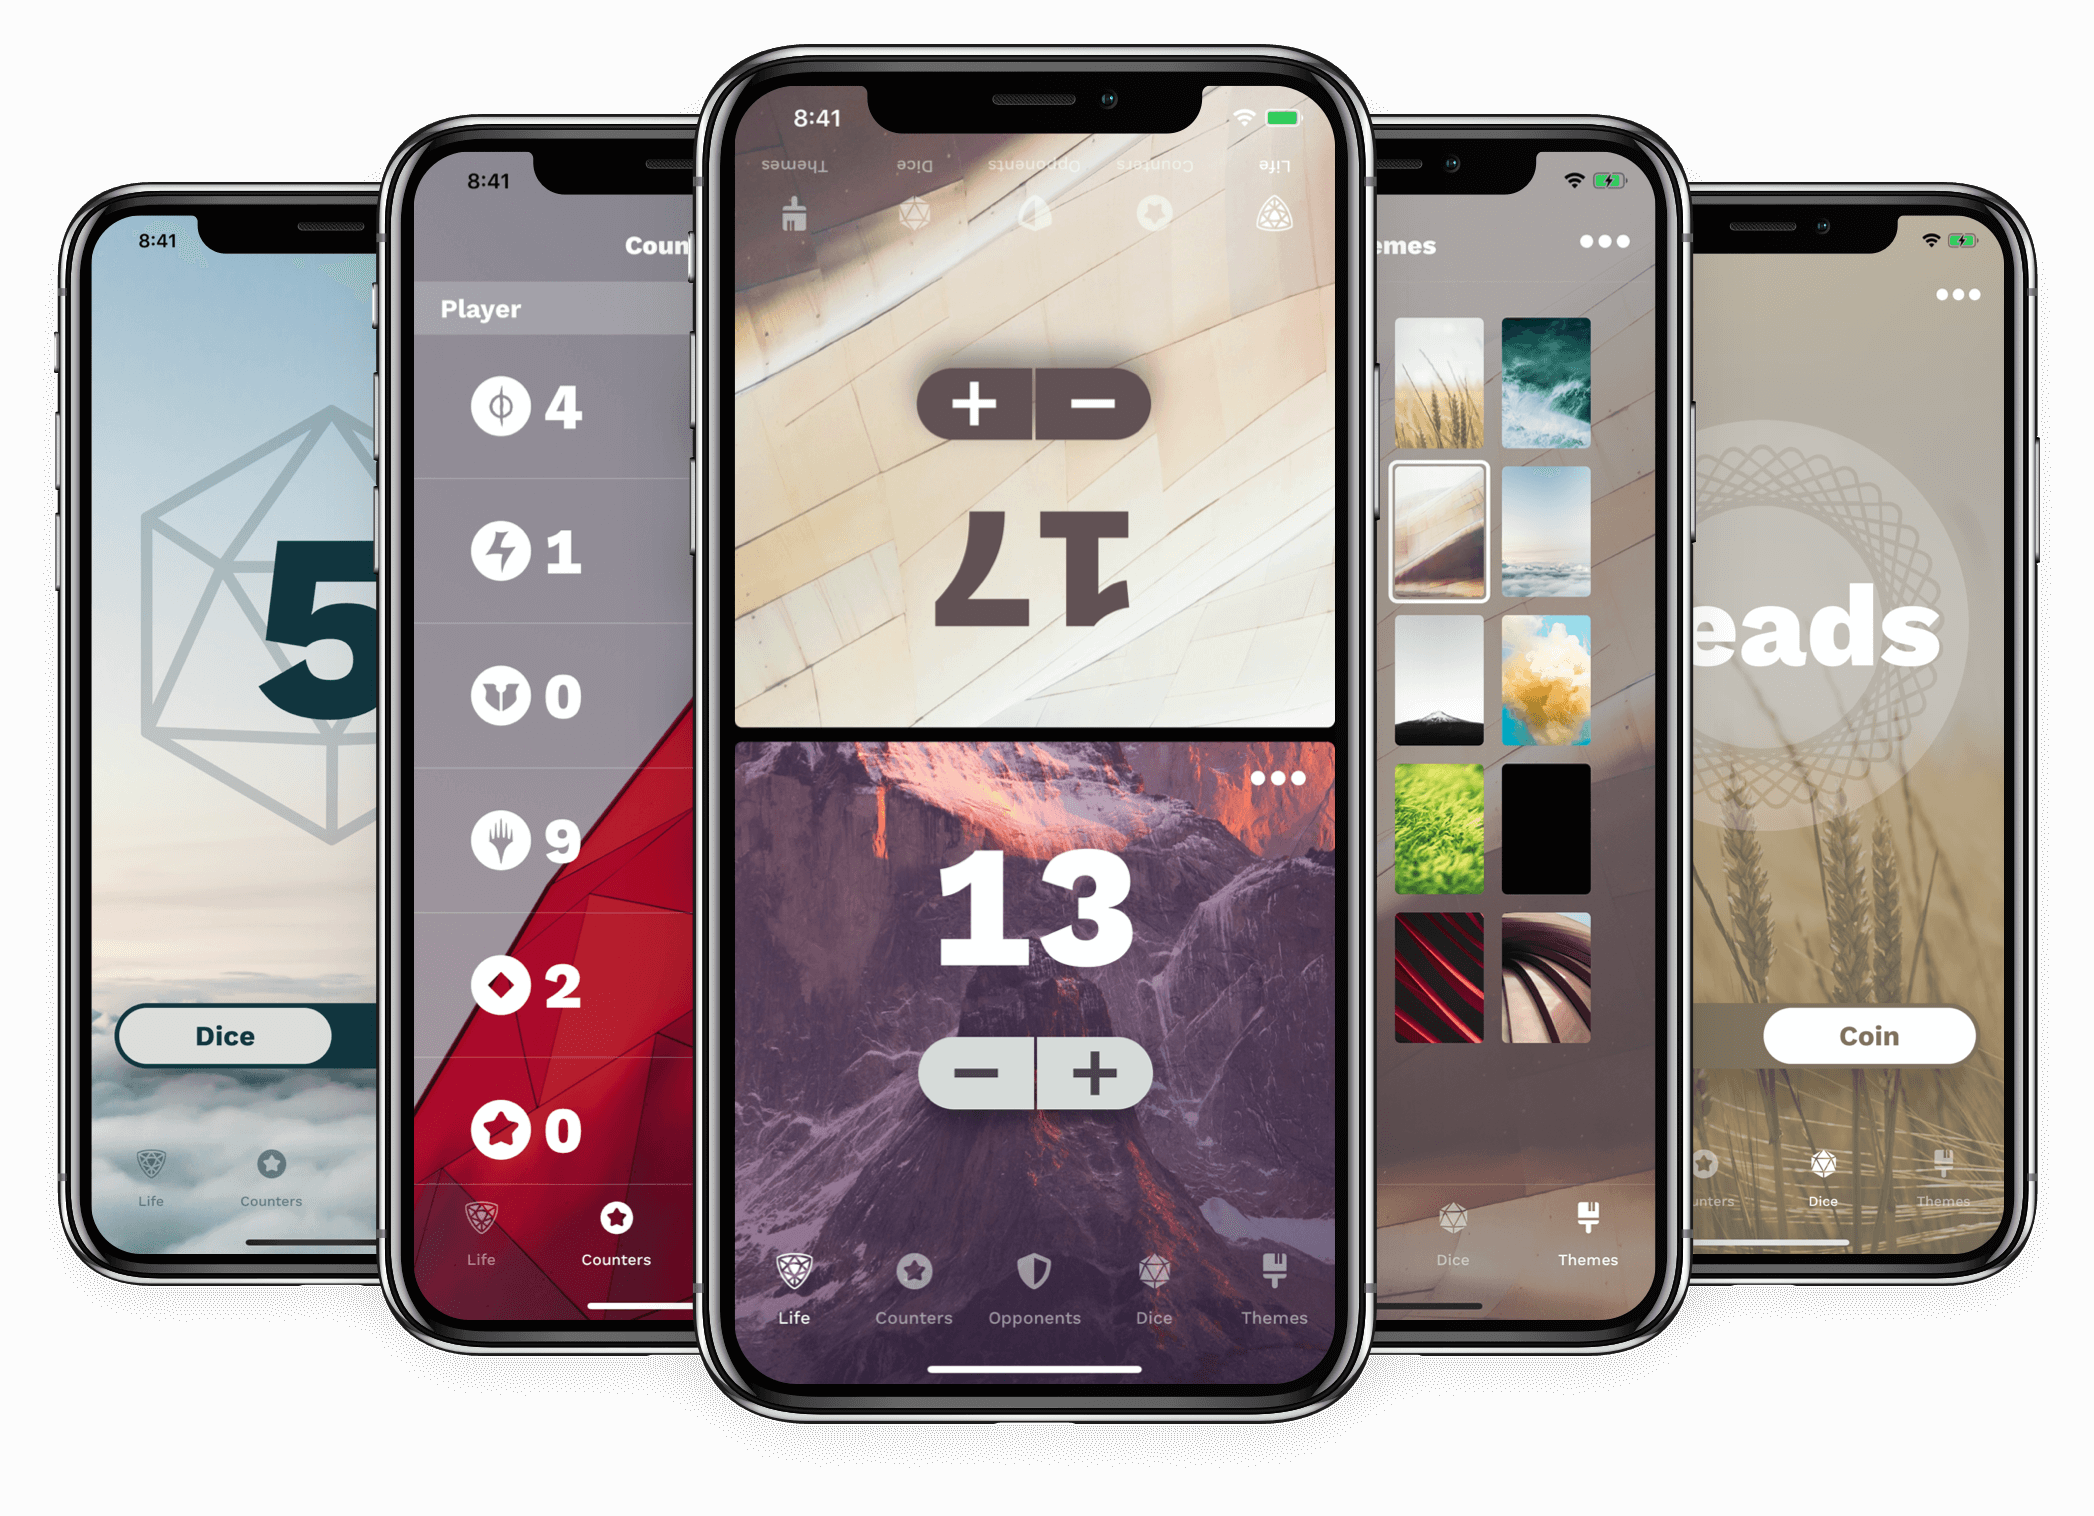 8:41
5
Dice
Life
Counters
8:41
Coun
Player
4
1
0
9
2
0
Life
Counters
8:41
Life
Counters
Opponents
Dice
Themes
+ −
17
13
− +
Life
Counters
Opponents
Dice
Themes
emes
Dice
Themes
eads
Coin
unters
Dice
Themes